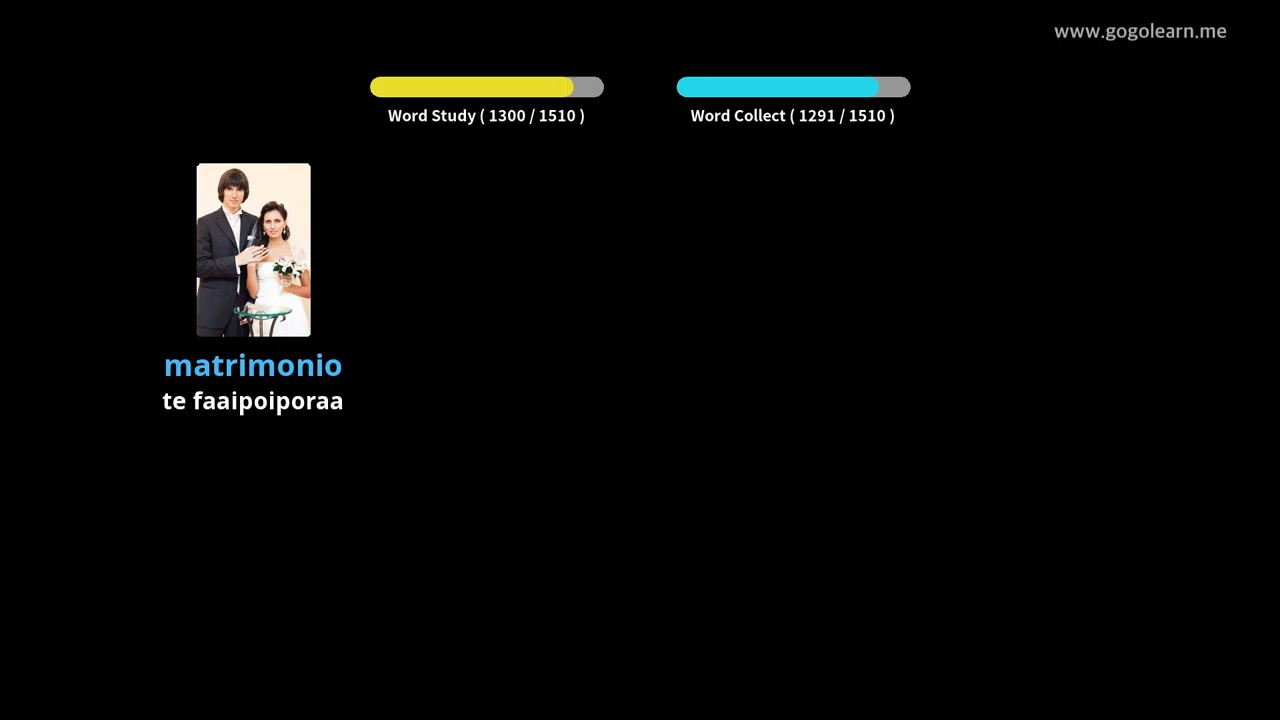 www.gogolearn.me
Word Study ( 1300 / 1510 )
Word Collect ( 1291 / 1510 )
matrimonio
te faaipoiporaa